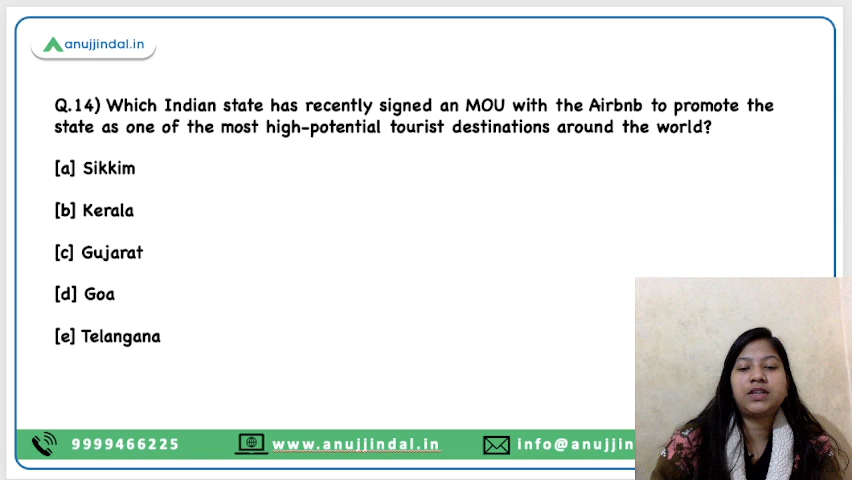 anujjindal.in
Q.14) Which Indian state has recently signed an MOU with the Airbnb to promote the
state as one of the most high-potential tourist destinations around the world?
[a] Sikkim
[b] Kerala
[c] Gujarat
[d] Goa
[e] Telangana
9999466225 www.anujjindal.in info@anujjin